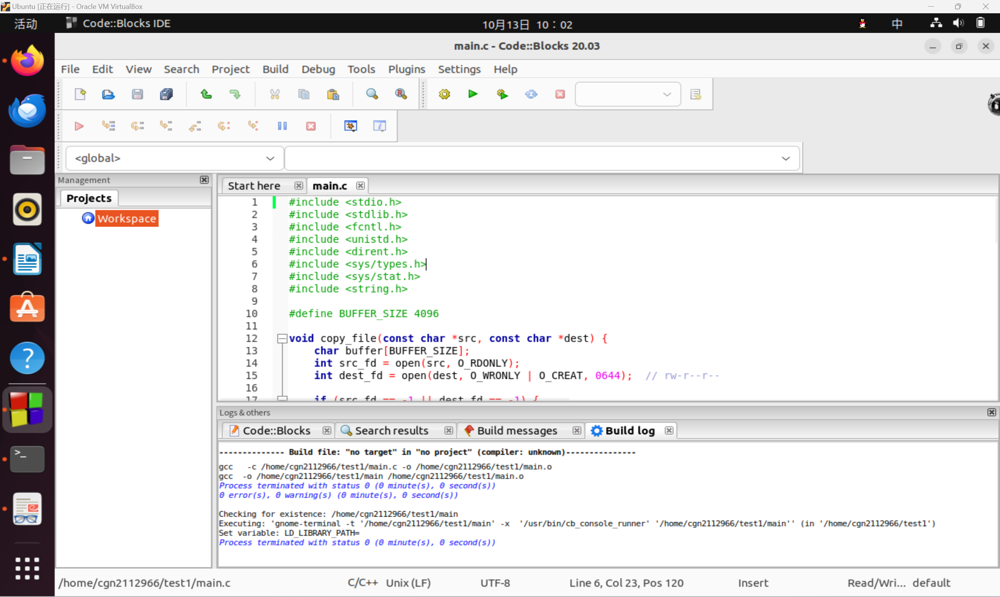 Ubuntu [正在运行] - Oracle VM VirtualBox
活动 Code::Blocks IDE 10月13日 10：02 中
main.c - Code::Blocks 20.03
File Edit View Search Project Build Debug Tools Plugins Settings Help
<global>
Management
Projects
Workspace
Start here main.c
1 #include <stdio.h>
2 #include <stdlib.h>
3 #include <fcntl.h>
4 #include <unistd.h>
5 #include <dirent.h>
6 #include <sys/types.h>
7 #include <sys/stat.h>
8 #include <string.h>
9
10 #define BUFFER_SIZE 4096
11
12 void copy_file(const char *src, const char *dest) {
13 char buffer[BUFFER_SIZE];
14 int src_fd = open(src, O_RDONLY);
15 int dest_fd = open(dest, O_WRONLY | O_CREAT, 0644); // rw-r--r--
16
17 if (src_fd == -1 || dest_fd == -1) {
Logs & others
Code::Blocks Search results Build messages Build log
-------------- Build file: "no target" in "no project" (compiler: unknown)---------------
gcc -c /home/cgn2112966/test1/main.c -o /home/cgn2112966/test1/main.o
gcc -o /home/cgn2112966/test1/main /home/cgn2112966/test1/main.o
Process terminated with status 0 (0 minute(s), 0 second(s))
0 error(s), 0 warning(s) (0 minute(s), 0 second(s))
Checking for existence: /home/cgn2112966/test1/main
Executing: 'gnome-terminal -t '/home/cgn2112966/test1/main' -x '/usr/bin/cb_console_runner' '/home/cgn2112966/test1/main'' (in '/home/cgn2112966/test1')
Set variable: LD_LIBRARY_PATH=
Process terminated with status 0 (0 minute(s), 0 second(s))
/home/cgn2112966/test1/main.c C/C++ Unix (LF) UTF-8 Line 6, Col 23, Pos 120 Insert Read/Wri... default